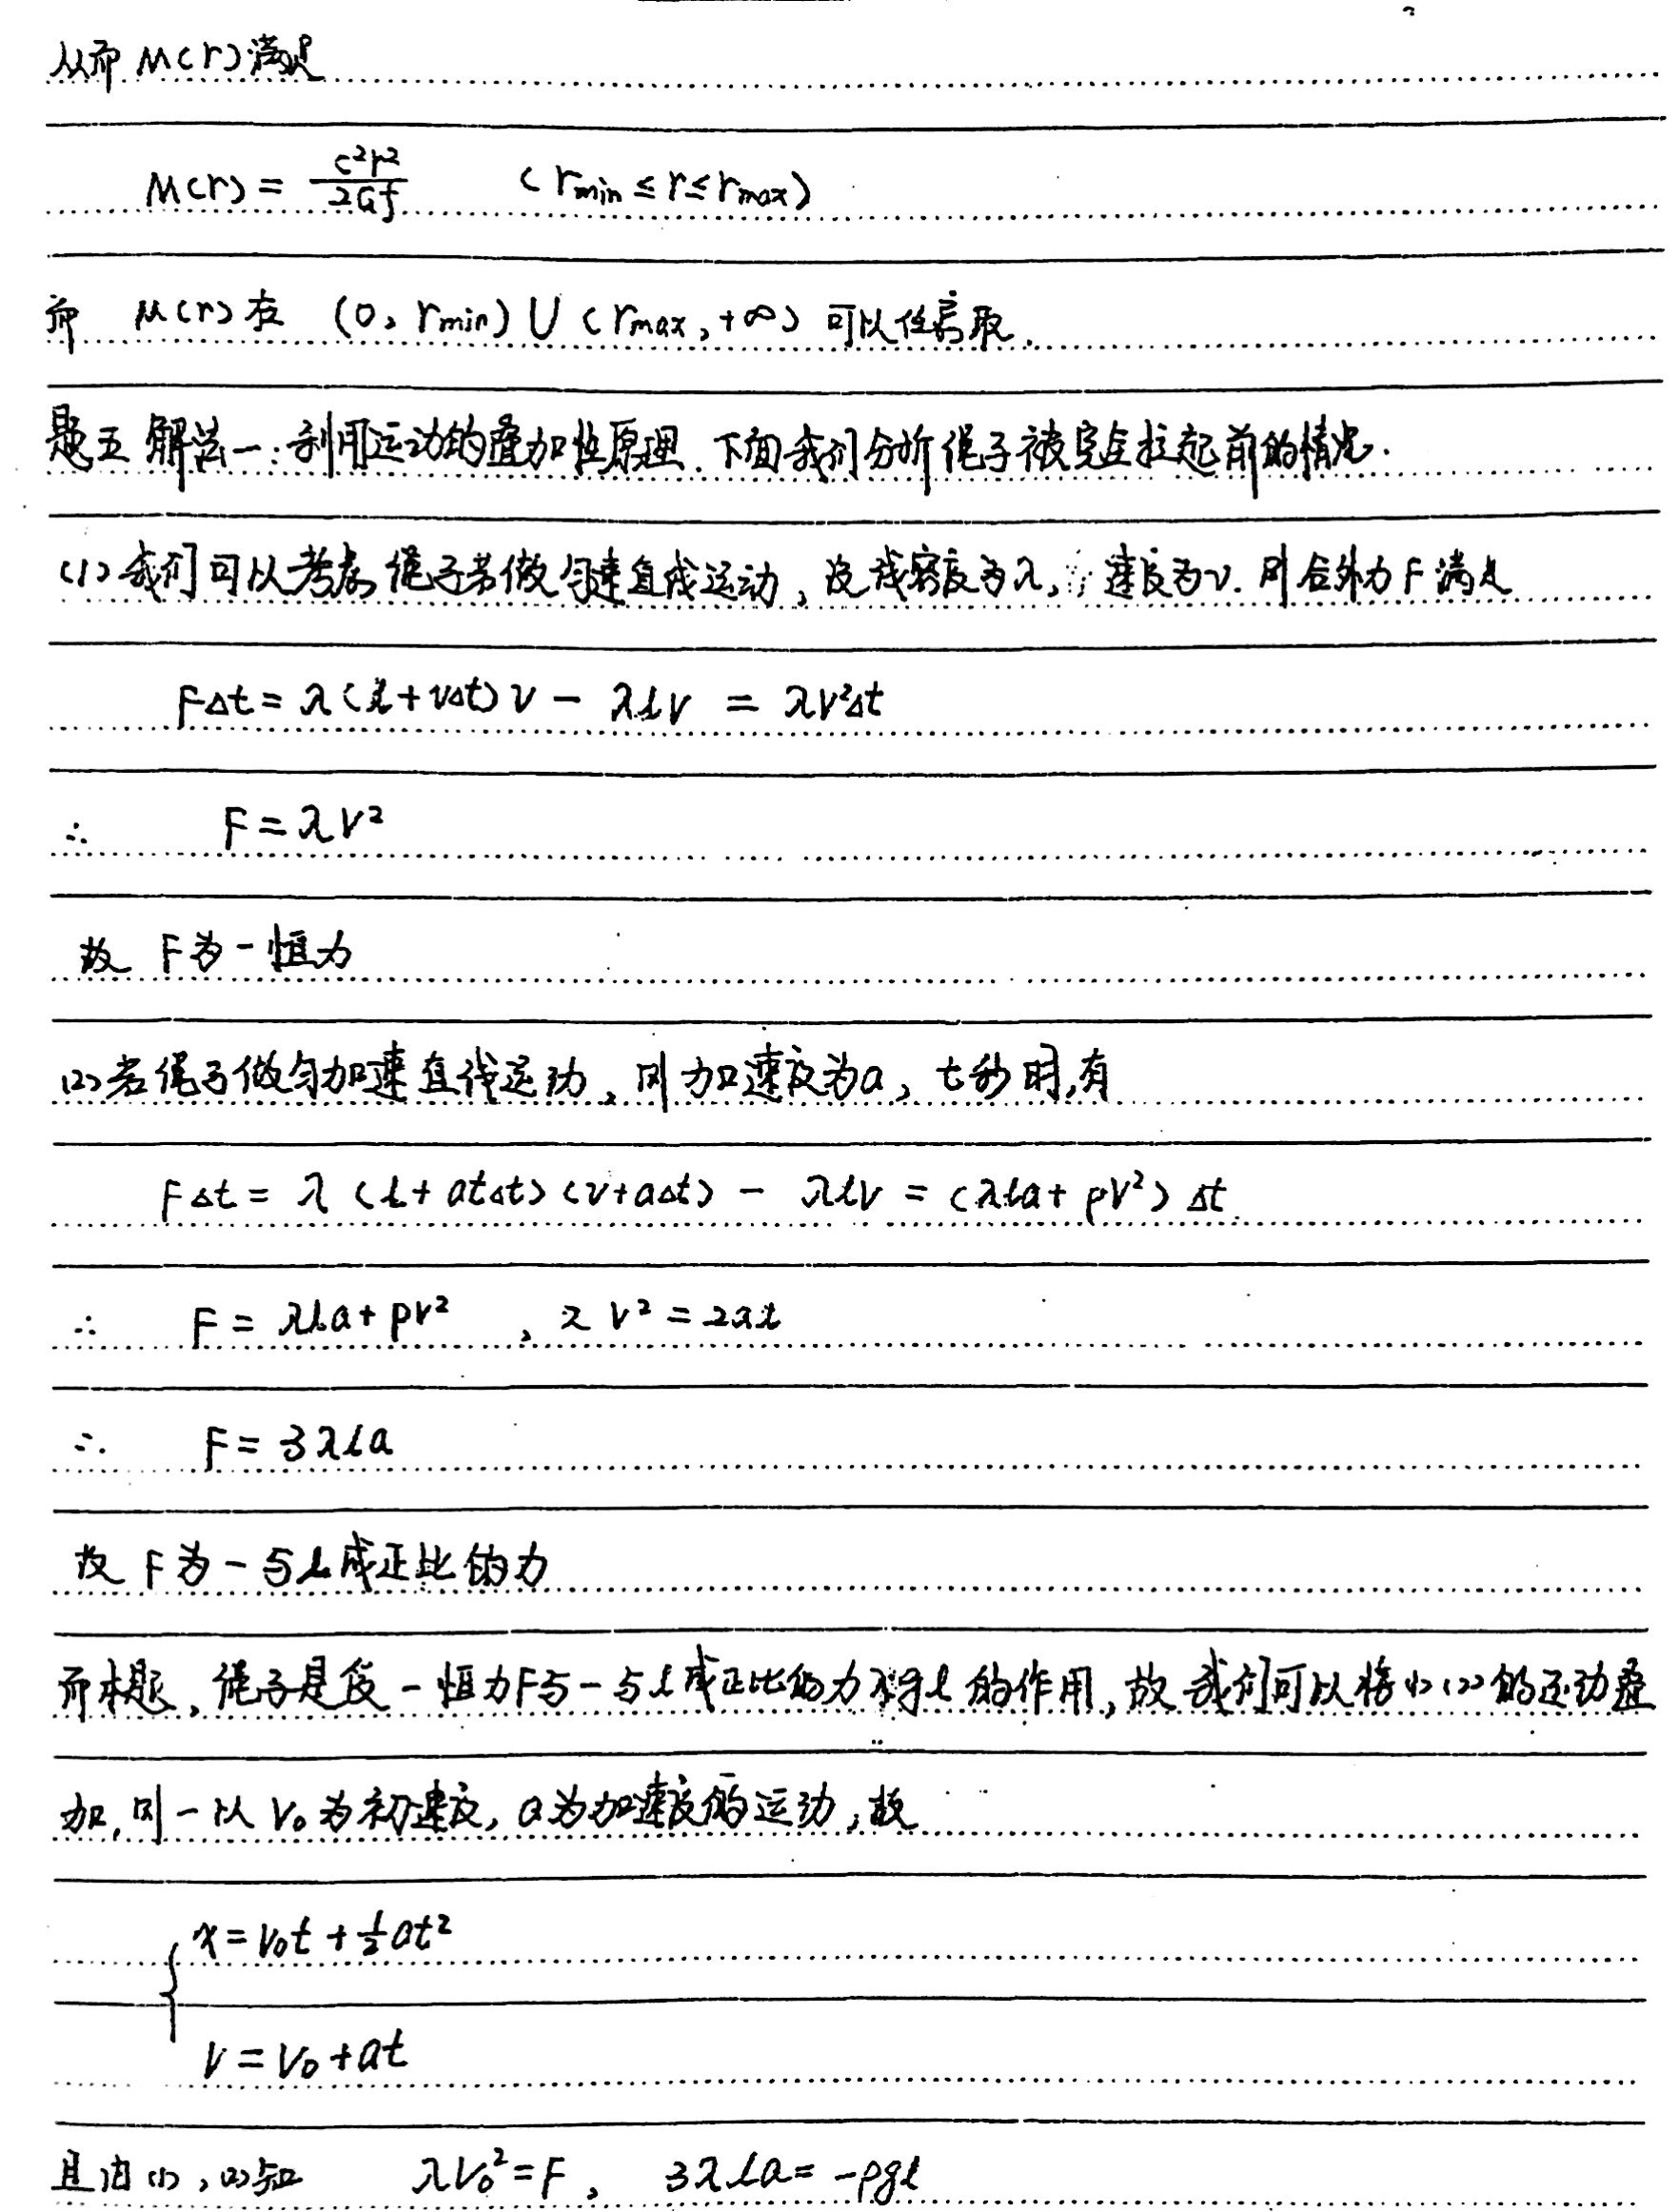 从而 M(r) 满足
M(r) = c²r²/2Gf (r_min ≤ r ≤ r_max)
而 M(r) 在 (0, r_min) ∪ (r_max, +∞) 可以任意取.
题五 解法一: 利用运动的叠加性原理. 下面我们分析绳子被完全拉起前的情况.
(1) 我们可以考虑绳子若做匀速直线运动, 设线密度为λ, 速度为v. 则合外力F满足
FΔt = λ(l+vΔt)v − λlv = λv²Δt
∴ F = λv²
故 F为一恒力
(2) 若绳子做匀加速直线运动, 则加速度为a, t秒时, 有
FΔt = λ(l+atΔt)(v+aΔt) − λlv = (λla+ρv²)Δt
∴ F = λla+ρv² , 又 v² = 2al
∴ F = 3λla
故 F为一与l成正比的力
而本题, 绳子是受一恒力F与一与l成正比的力 λgl 的作用, 故我们可以将(1)(2)的运动叠
加, 则一以 v₀ 为初速度, a为加速度的运动, 故
{ x = v₀t + ½at²
v = v₀ + at
且由(1), (2)知 λv₀² = F, 3λla = −ρgl